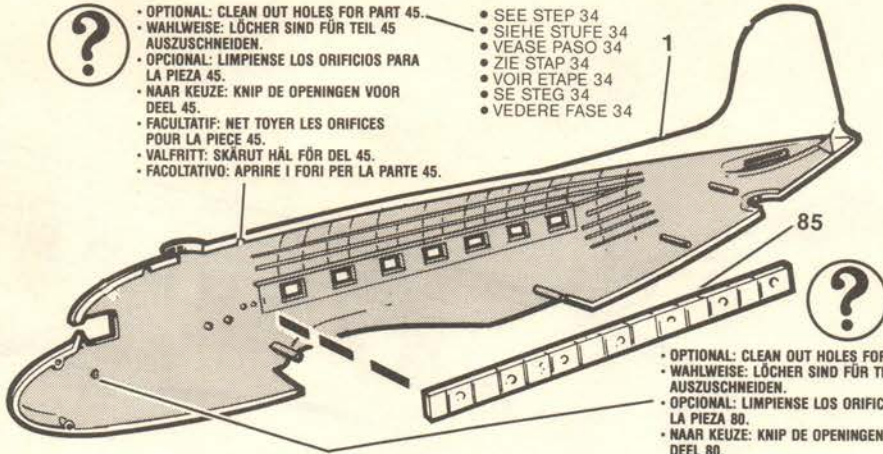 ?
• OPTIONAL: CLEAN OUT HOLES FOR PART 45.
• WAHLWEISE: LÖCHER SIND FÜR TEIL 45
AUSZUSCHNEIDEN.
• OPCIONAL: LIMPIENSE LOS ORIFICIOS PARA
LA PIEZA 45.
• NAAR KEUZE: KNIP DE OPENINGEN VOOR
DEEL 45.
• FACULTATIF: NET TOYER LES ORIFICES
POUR LA PIECE 45.
• VALFRITT: SKÄRUT HÄL FÖR DEL 45.
• FACOLTATIVO: APRIRE I FORI PER LA PARTE 45.
• SEE STEP 34
• SIEHE STUFE 34
• VEASE PASO 34
• ZIE STAP 34
• VOIR ETAPE 34
• SE STEG 34
• VEDERE FASE 34
1
85
?
• OPTIONAL: CLEAN OUT HOLES FOR
• WAHLWEISE: LÖCHER SIND FÜR
AUSZUSCHNEIDEN.
• OPCIONAL: LIMPIENSE LOS
LA PIEZA 80.
• NAAR KEUZE: KNIP DE OPENINGEN
DEEL 80.